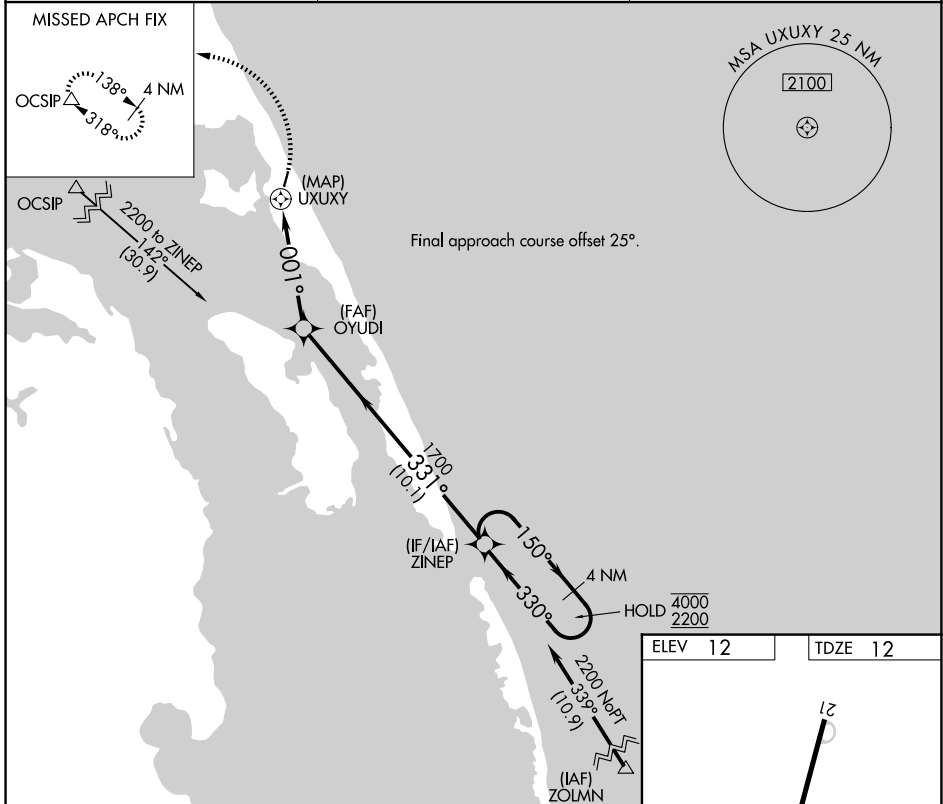 MISSED APCH FIX
OCSIP
138°
4 NM
318°
MSA UXUXY 25 NM
2100
OCSIP
2200 to ZINEP
142°
(30.9)
(MAP)
UXUXY
Final approach course offset 25°.
001°
(FAF)
OYUDI
1700
331°
(10.1)
(IF/IAF)
ZINEP
150°
4 NM
330°
HOLD 4000
2200
2200 NoPT
339°
(10.9)
(IAF)
ZOLMN
ELEV 12
TDZE 12
21